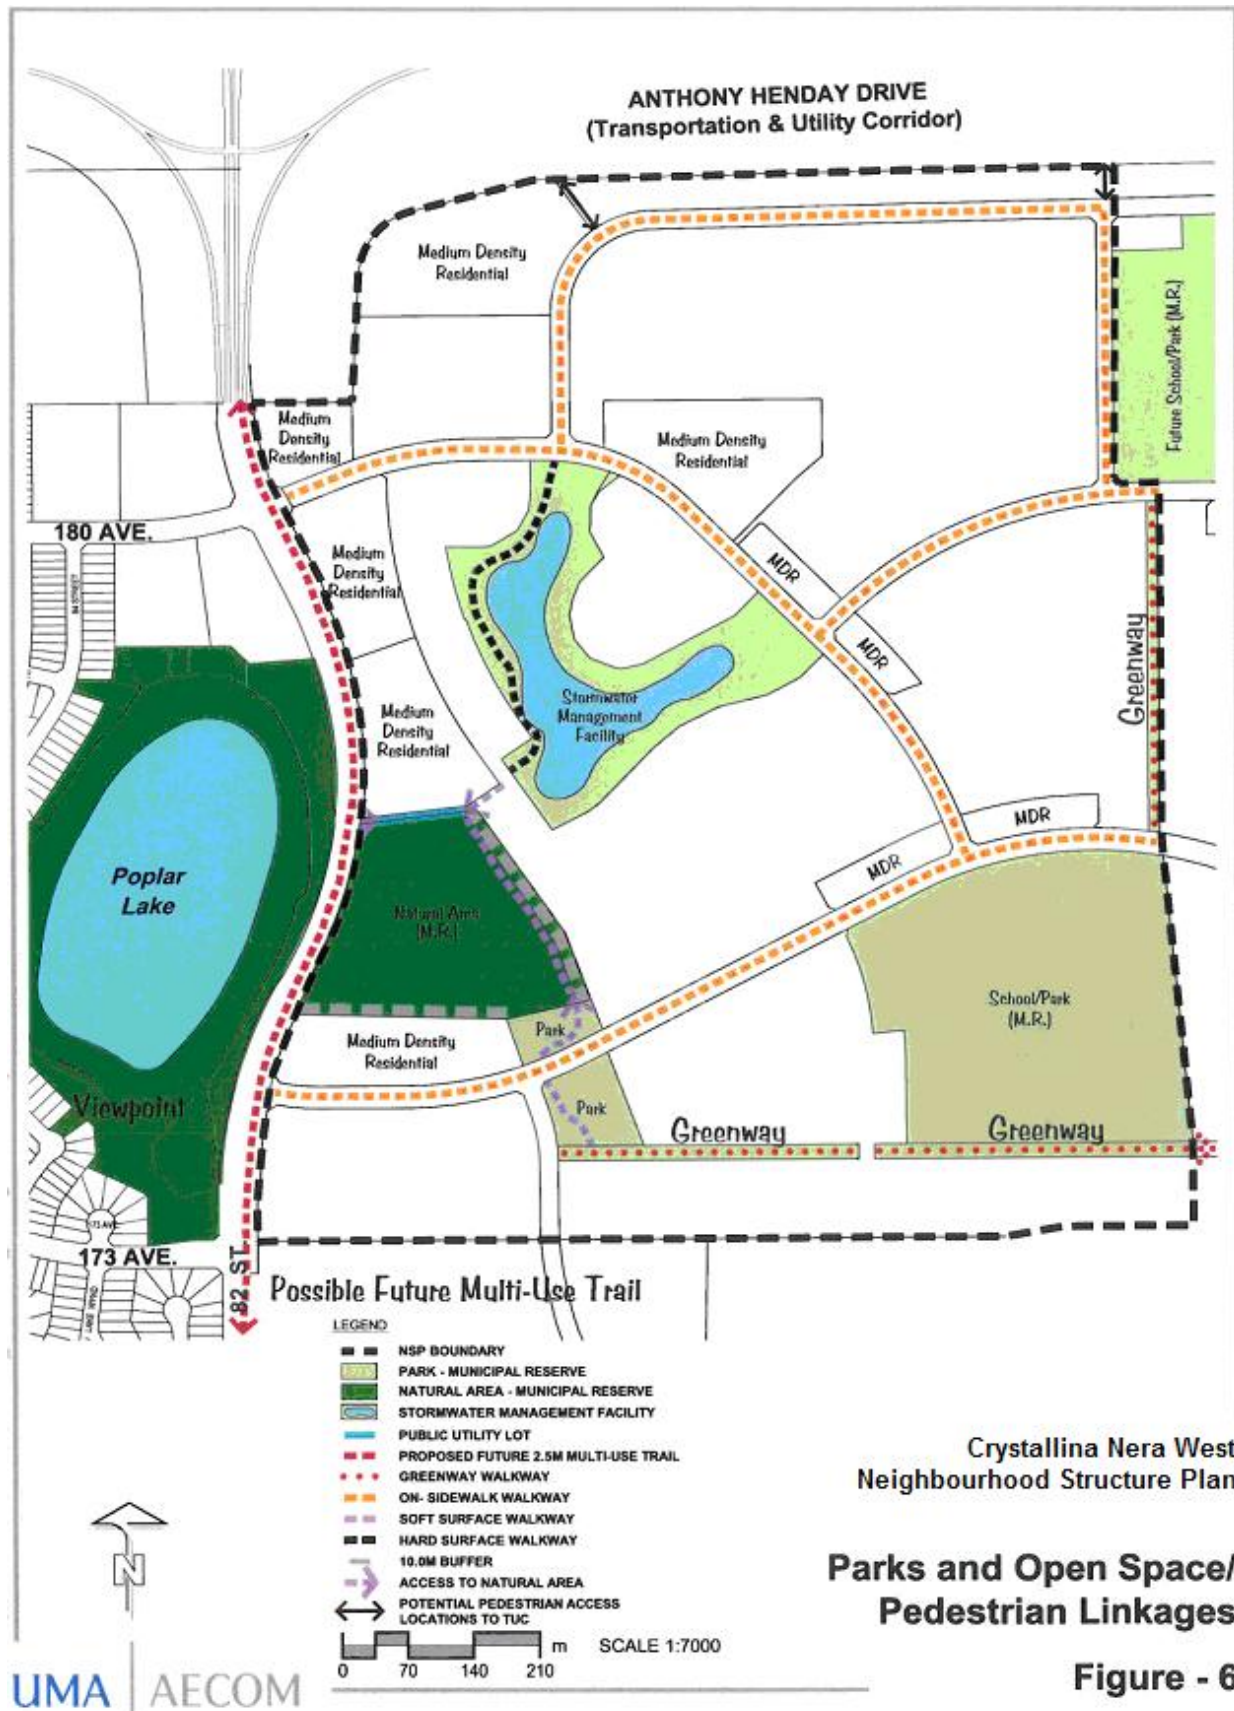 ANTHONY HENDAY DRIVE
(Transportation & Utility Corridor)
Medium Density
Residential
Future School/Park (M.R.)
Medium
Density
Residential
Medium Density
Residential
180 AVE.
Medium
Density
Residential
MDR
MDR
84 STREET
Greenway
Stormwater
Management
Facility
Medium
Density
Residential
MDR
MDR
Poplar
Lake
Natural Area
(M.R.)
School/Park
(M.R.)
Park
Medium Density
Residential
Park
Viewpoint
Greenway
Greenway
173 AVE.
173 AVE.
82 ST.
Possible Future Multi-Use Trail
LEGEND
NSP BOUNDARY
PARK - MUNICIPAL RESERVE
NATURAL AREA - MUNICIPAL RESERVE
STORMWATER MANAGEMENT FACILITY
PUBLIC UTILITY LOT
PROPOSED FUTURE 2.5M MULTI-USE TRAIL
GREENWAY WALKWAY
ON- SIDEWALK WALKWAY
SOFT SURFACE WALKWAY
HARD SURFACE WALKWAY
10.0M BUFFER
ACCESS TO NATURAL AREA
POTENTIAL PEDESTRIAN ACCESS
LOCATIONS TO TUC
N
0 70 140 210 m SCALE 1:7000
Crystallina Nera West
Neighbourhood Structure Plan
Parks and Open Space/
Pedestrian Linkages
Figure - 6
UMA | AECOM